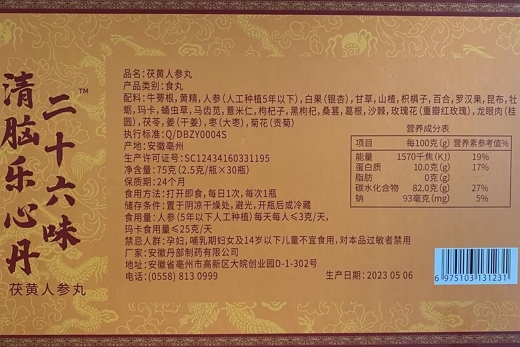 二十六味™
清脑乐心丹
茯黄人参丸
品名：茯黄人参丸
产品类别：食丸
配料：牛蒡根，黄精，人参（人工种植5年以下），白果（银杏），甘草，山楂，枳椇子，百合，罗汉果，昆布，牡
蛎，玛卡，蛹虫草，马齿苋，薏米仁，枸杞子，黑枸杞，桑葚，葛根，沙棘，玫瑰花（重瓣红玫瑰），龙眼肉（桂
圆），茯苓，姜（干姜），枣（大枣），菊花（贡菊）
执行标准：Q/DBZY0004S
产地：安徽亳州
生产许可证号：SC12434160331195
净含量：75克（2.5克/瓶×30瓶）
保质期：24个月
食用方法：打开即食，每日1次，每次1瓶
储存条件：置于阴凉干燥处，避光，开瓶后放冷藏
食用量：人参（5年以下人工种植）每天每人≤3克/天，
玛卡食用量≤25克/天
禁忌人群：孕妇，哺乳期妇女及14岁以下儿童不宜食用，对本品过敏者禁用
厂家：安徽丹部制药有限公司
地址：安徽省亳州市高新区大皖创业园D-1-302号
电话：(0558) 813 0999
生产日期：2023 05 06
营养成分表
项目 每100克(g) 营养素参考值%
能量 1570千焦(KJ) 19%
蛋白质 10.0克(g) 17%
脂肪 0克(g)
碳水化合物 82.0克(g) 27%
钠 93毫克(mg) 5%
6 975103 131231